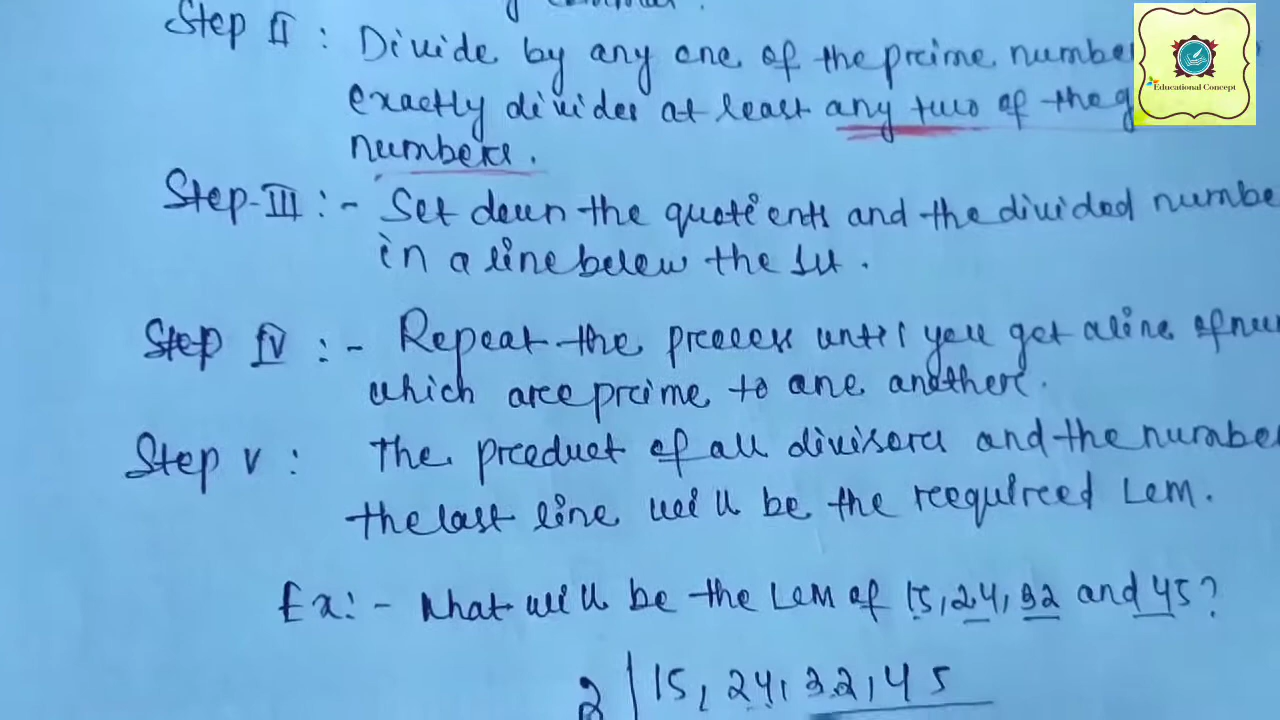 Step II : Divide by any one of the prime number
exactly divides at least any two of the g
numbers.
Step-III :- Set down the quotients and the divided numbe
in a line below the 1st.
Step IV :- Repeat the process until you get a line of nu
which are prime to one another.
Step V : The product of all divisors and the number
the last line will be the required LCM.
Ex:- What will be the LCM of 15, 24, 32 and 45?
2 | 15, 24, 32, 45
Educational Concept